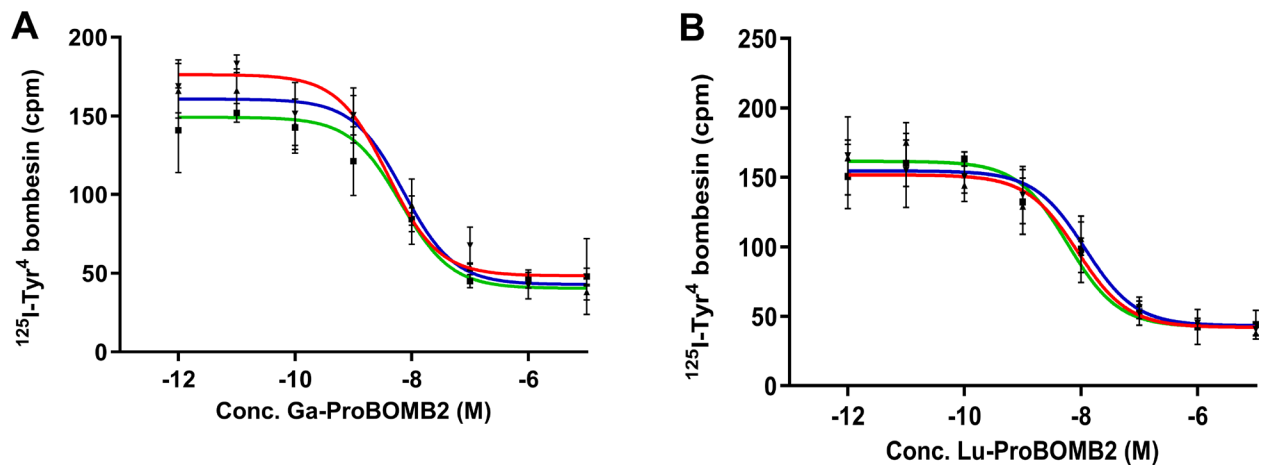 A
200
150
100
50
0
-12 -10 -8 -6
¹²⁵I-Tyr⁴ bombesin (cpm)
Conc. Ga-ProBOMB2 (M)
B
250
200
150
100
50
0
-12 -10 -8 -6
¹²⁵I-Tyr⁴ bombesin (cpm)
Conc. Lu-ProBOMB2 (M)